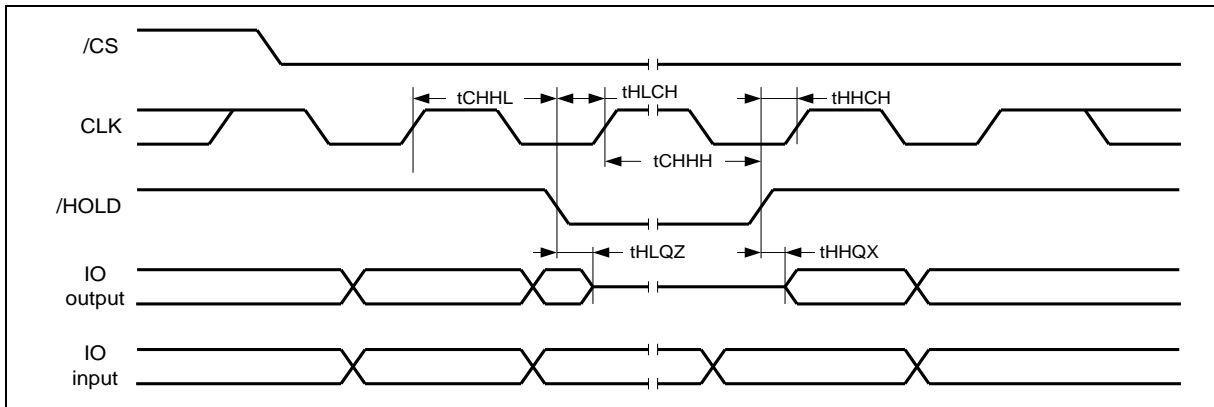 /CS
tCHHL
tHLCH
tHHCH
CLK
tCHHH
/HOLD
tHLQZ
tHHQX
IO
output
IO
input